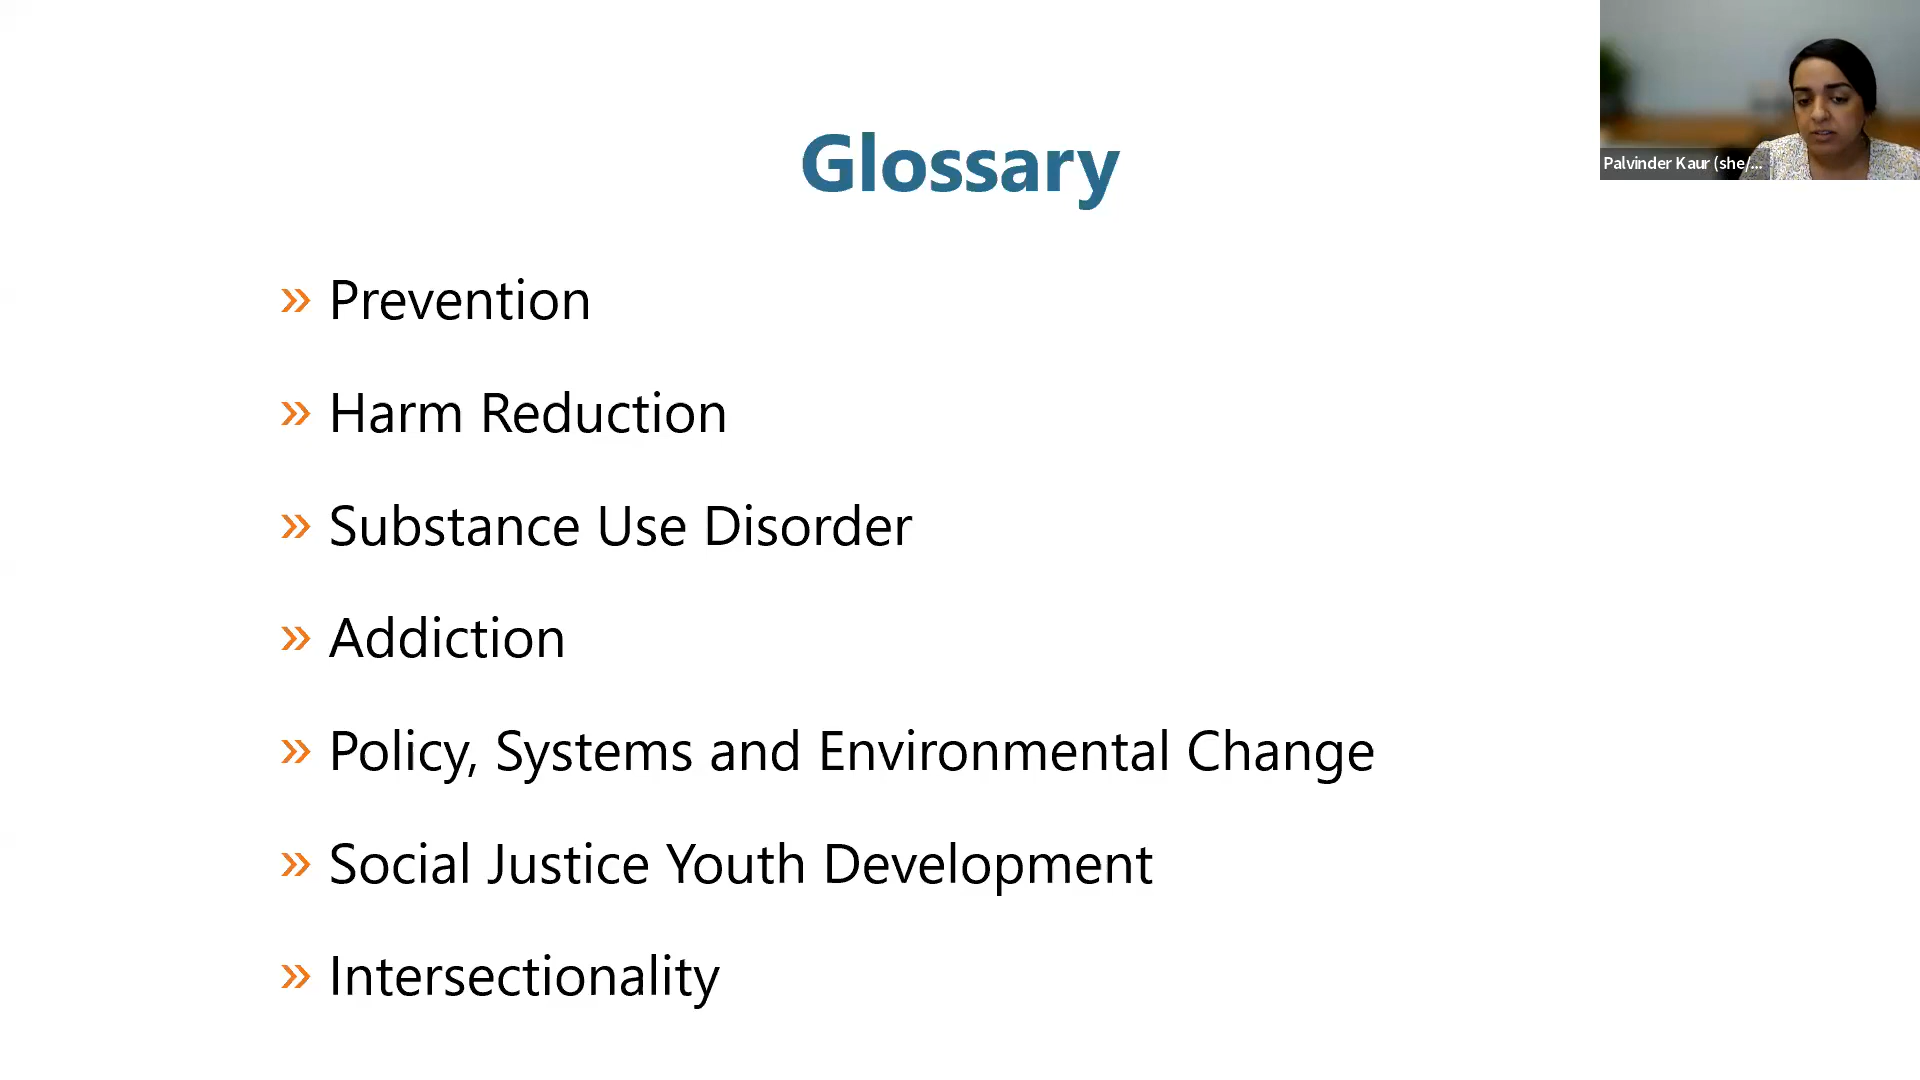 Glossary
Palvinder Kaur (she/...
» Prevention
» Harm Reduction
» Substance Use Disorder
» Addiction
» Policy, Systems and Environmental Change
» Social Justice Youth Development
» Intersectionality